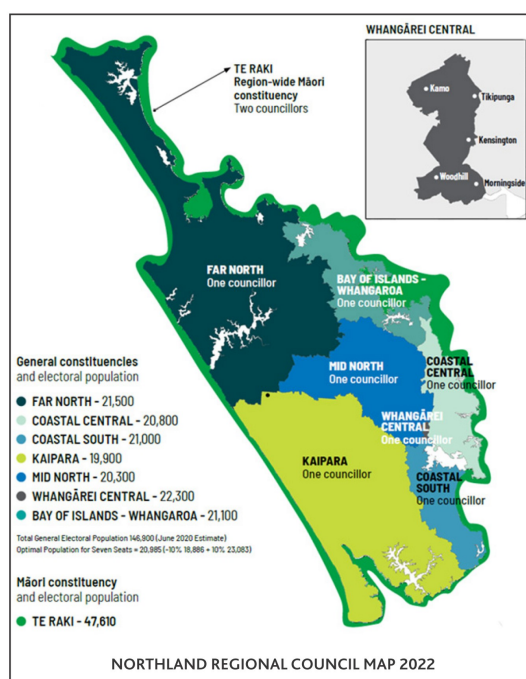 WHANGĀREI CENTRAL
Kamo
Tikipunga
Kensington
Woodhill
Morningside
TE RAKI
Region-wide Māori
constituency
Two councillors
FAR NORTH
One councillor
BAY OF ISLANDS -
WHANGAROA
One councillor
MID NORTH
One councillor
COASTAL
CENTRAL
One councillor
WHANGĀREI
CENTRAL
One councillor
KAIPARA
One councillor
COASTAL
SOUTH
One councillor
General constituencies
and electoral population
FAR NORTH - 21,500
COASTAL CENTRAL - 20,800
COASTAL SOUTH - 21,000
KAIPARA - 19,900
MID NORTH - 20,300
WHANGĀREI CENTRAL - 22,300
BAY OF ISLANDS - WHANGAROA - 21,100
Total General Electoral Population 146,900 (June 2020 Estimate)
Optimal Population for Seven Seats = 20,985 (-10% 18,886 + 10% 23,083)
Māori constituency
and electoral population
TE RAKI - 47,610
NORTHLAND REGIONAL COUNCIL MAP 2022